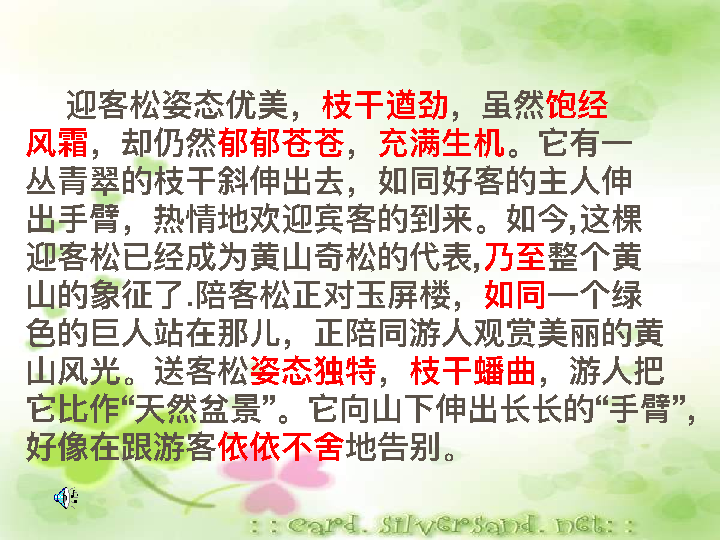 迎客松姿态优美，枝干遒劲，虽然饱经
风霜，却仍然郁郁苍苍，充满生机。它有一
丛青翠的枝干斜伸出去，如同好客的主人伸
出手臂，热情地欢迎宾客的到来。如今,这棵
迎客松已经成为黄山奇松的代表,乃至整个黄
山的象征了.陪客松正对玉屏楼，如同一个绿
色的巨人站在那儿，正陪同游人观赏美丽的黄
山风光。送客松姿态独特，枝干蟠曲，游人把
它比作“天然盆景”。它向山下伸出长长的“手臂”,
好像在跟游客依依不舍地告别。
::card.silversand.net::